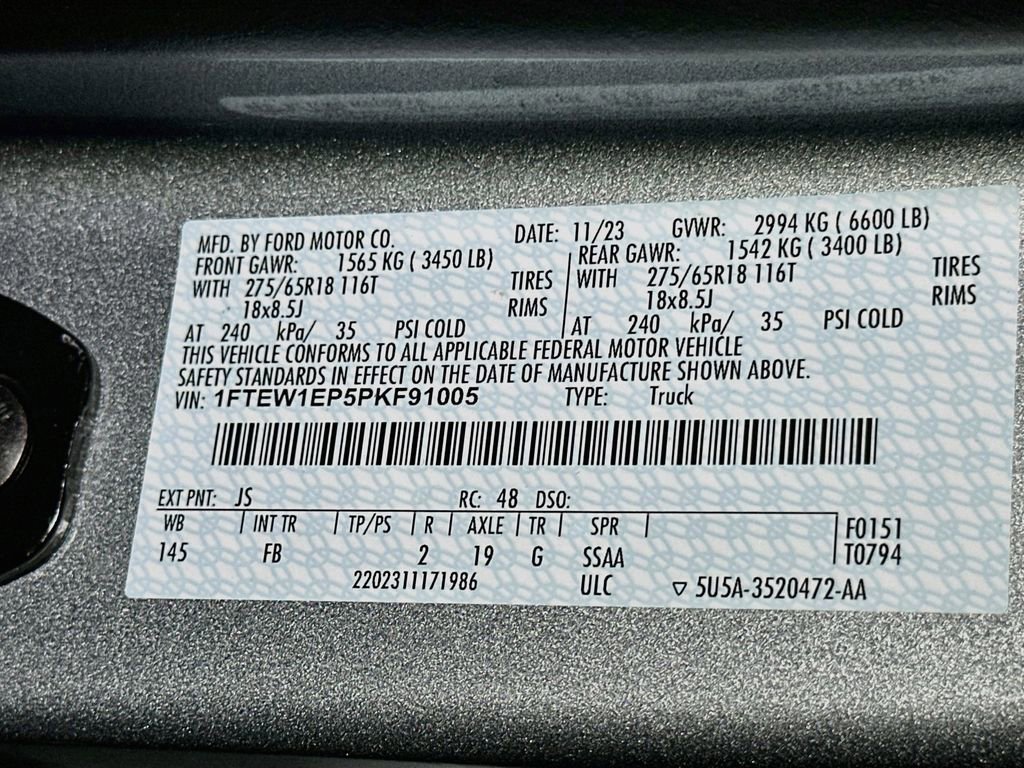 MFD. BY FORD MOTOR CO. DATE: 11/23 GVWR: 2994 KG ( 6600 LB)
FRONT GAWR: 1565 KG ( 3450 LB) REAR GAWR: 1542 KG ( 3400 LB)
WITH 275/65R18 116T TIRES WITH 275/65R18 116T TIRES
18x8.5J RIMS 18x8.5J RIMS
AT 240 kPa/ 35 PSI COLD AT 240 kPa/ 35 PSI COLD
THIS VEHICLE CONFORMS TO ALL APPLICABLE FEDERAL MOTOR VEHICLE
SAFETY STANDARDS IN EFFECT ON THE DATE OF MANUFACTURE SHOWN ABOVE.
VIN: 1FTEW1EP5PKF91005 TYPE: Truck
EXT PNT: JS RC: 48 DSO:
WB | INT TR | TP/PS | R | AXLE | TR | SPR | | F0151
145 FB 2 19 G SSAA T0794
2202311171986 ULC ▽ 5U5A-3520472-AA